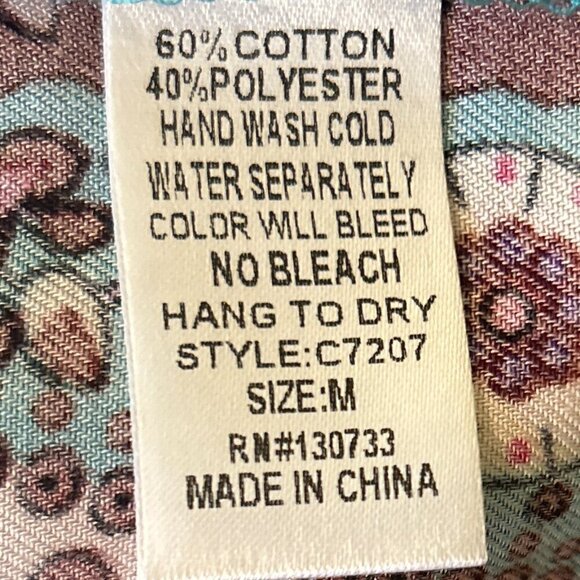 60% COTTON
40% POLYESTER
HAND WASH COLD
WATER SEPARATELY
COLOR WILL BLEED
NO BLEACH
HANG TO DRY
STYLE:C7207
SIZE:M
RN#130733
MADE IN CHINA